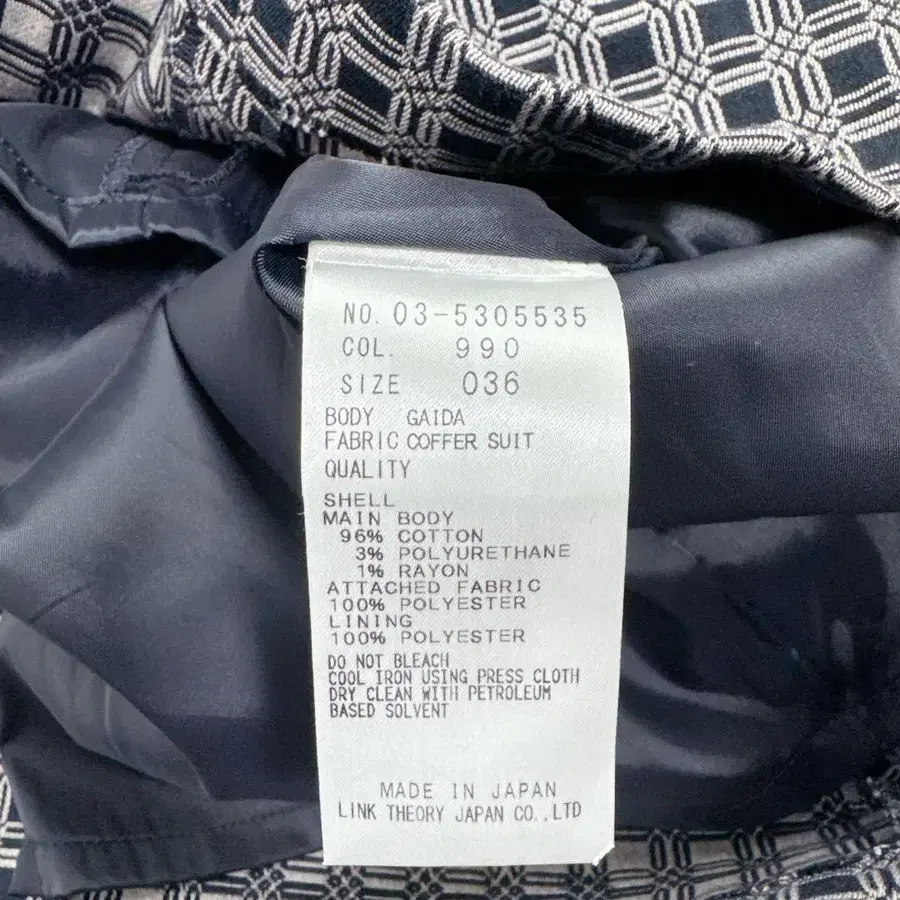 NO. 03-5305535
COL. 990
SIZE 036
BODY GAIDA
FABRIC COFFER SUIT
QUALITY
SHELL
MAIN BODY
96% COTTON
3% POLYURETHANE
1% RAYON
ATTACHED FABRIC
100% POLYESTER
LINING
100% POLYESTER
DO NOT BLEACH
COOL IRON USING PRESS CLOTH
DRY CLEAN WITH PETROLEUM
BASED SOLVENT
MADE IN JAPAN
LINK THEORY JAPAN CO.,LTD